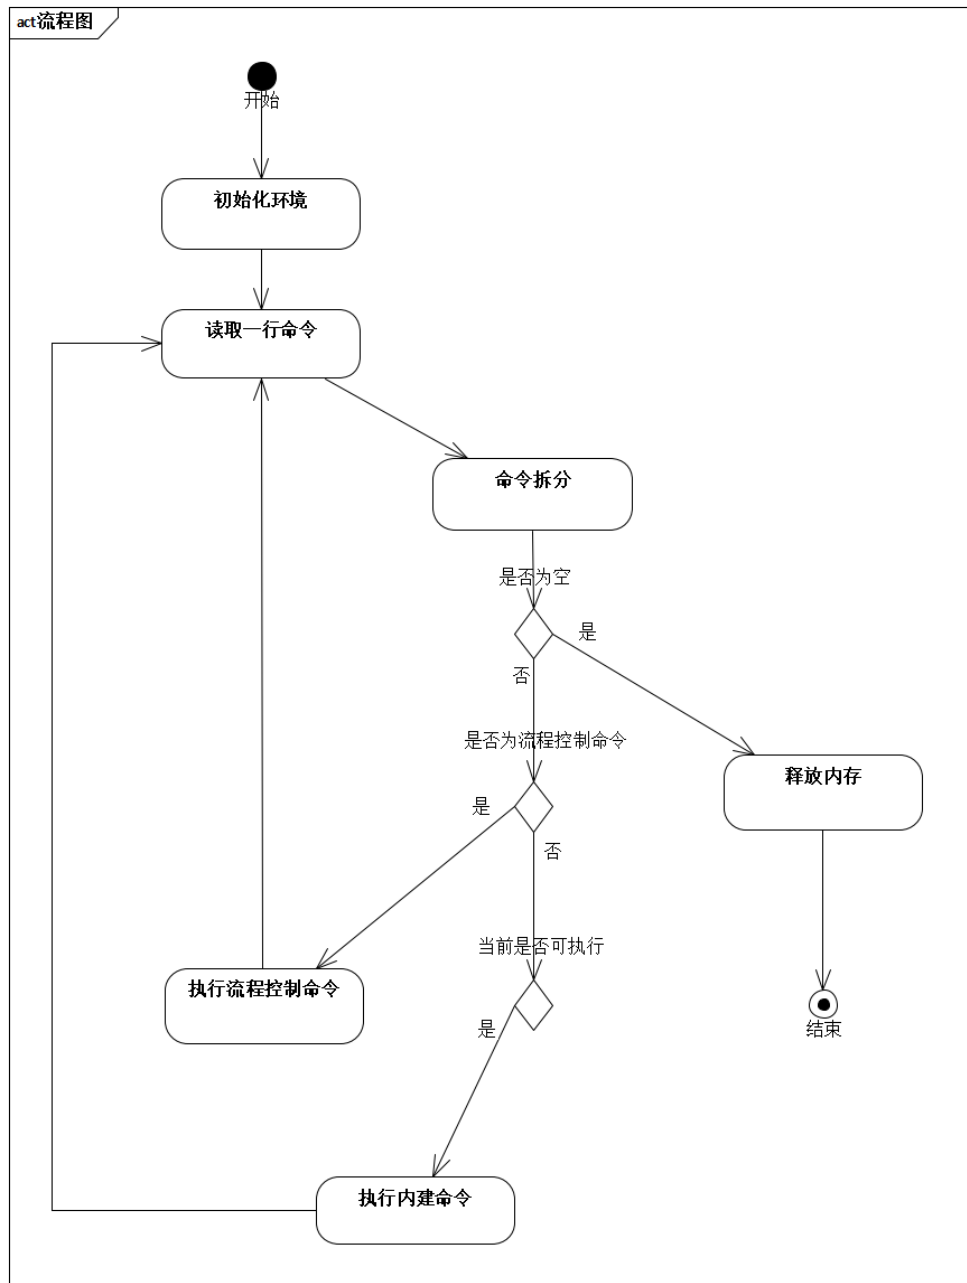 act流程图
开始
初始化环境
读取一行命令
命令拆分
是否为空
是
否
是否为流程控制命令
释放内存
是
否
当前是否可执行
执行流程控制命令
是
结束
执行内建命令